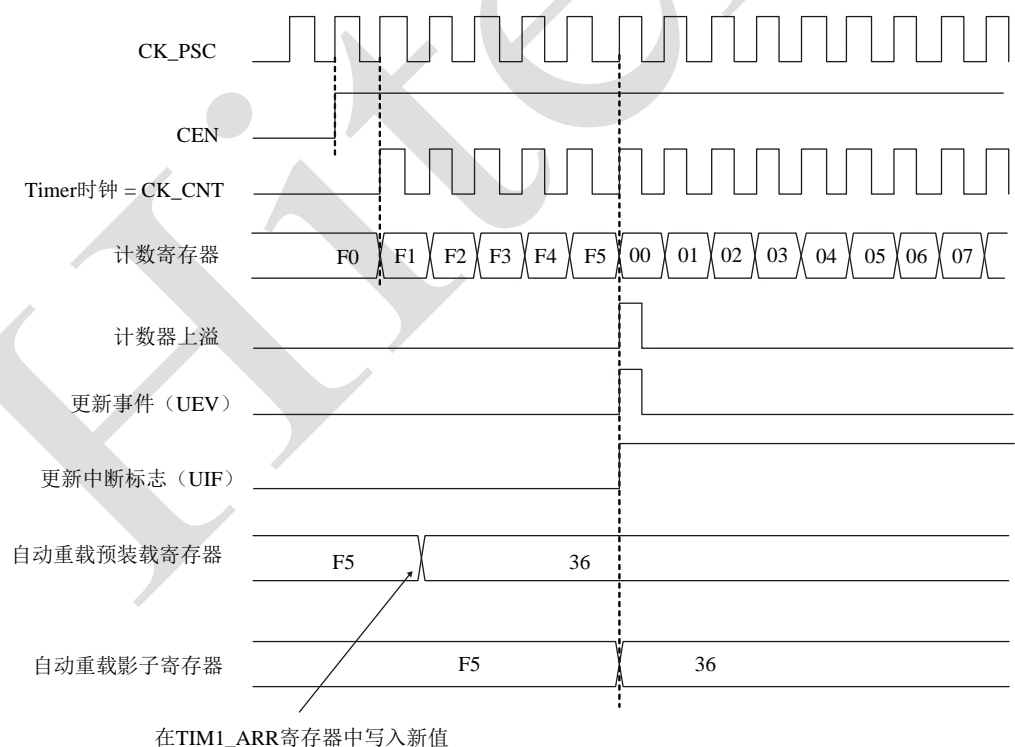 CK_PSC
CEN
Timer时钟 = CK_CNT
计数寄存器 F0 F1 F2 F3 F4 F5 00 01 02 03 04 05 06 07
计数器上溢
更新事件（UEV）
更新中断标志（UIF）
自动重载预装载寄存器 F5 36
自动重载影子寄存器 F5 36
在TIM1_ARR寄存器中写入新值